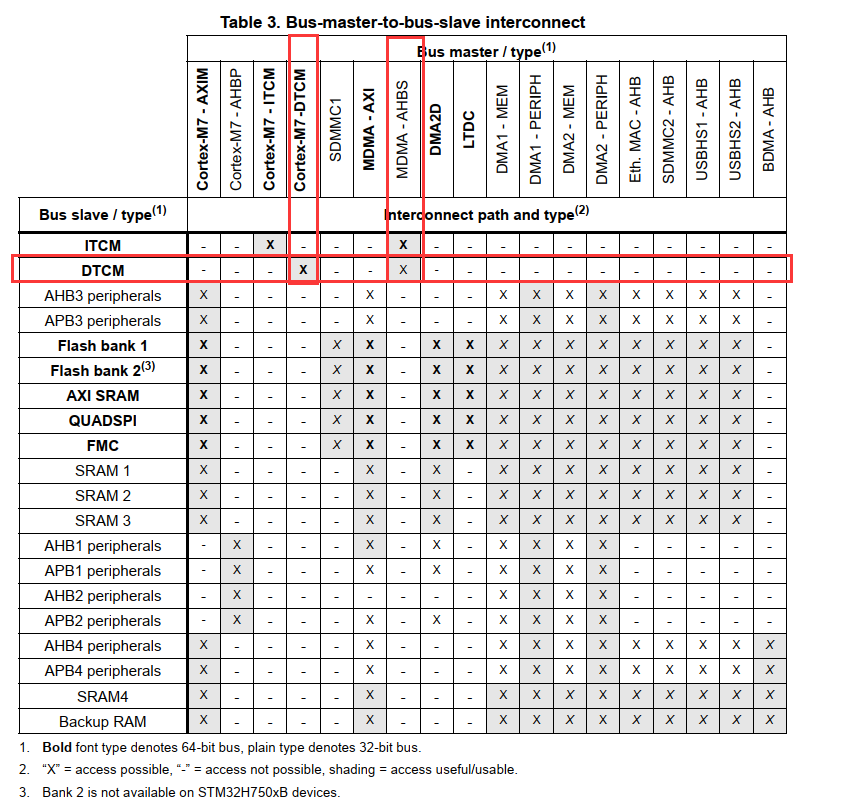 Table 3. Bus-master-to-bus-slave interconnect
Bus master / type(1)
Cortex-M7 - AXIM
Cortex-M7 - AHBP
Cortex-M7 - ITCM
Cortex-M7 -DTCM
SDMMC1
MDMA - AXI
MDMA - AHBS
DMA2D
LTDC
DMA1 - MEM
DMA1 - PERIPH
DMA2 - MEM
DMA2 - PERIPH
Eth. MAC - AHB
SDMMC2 - AHB
USBHS1 - AHB
USBHS2 - AHB
BDMA - AHB
Bus slave / type(1) Interconnect path and type(2)
ITCM - - X - - - X - - - - - - - - - - -
DTCM - - - X - - X - - - - - - - - - - -
AHB3 peripherals X - - - - X - - - X X X X X X X X -
APB3 peripherals X - - - - X - - - X X X X X X X X -
Flash bank 1 X - - - X X - X X X X X X X X X X -
Flash bank 2(3) X - - - X X - X X X X X X X X X X -
AXI SRAM X - - - X X - X X X X X X X X X X -
QUADSPI X - - - X X - X X X X X X X X X X -
FMC X - - - X X - X X X X X X X X X X -
SRAM 1 X - - - - X - X - X X X X X X X X -
SRAM 2 X - - - - X - X - X X X X X X X X -
SRAM 3 X - - - - X - X - X X X X X X X X -
AHB1 peripherals - X - - - X - X - X X X X - - - - -
APB1 peripherals - X - - - X - X - X X X X - - - - -
AHB2 peripherals - X - - - - - - - X X X X - - - - -
APB2 peripherals - X - - - X - X - X X X X - - - - -
AHB4 peripherals X - - - - X - - - X X X X X X X X X
APB4 peripherals X - - - - X - - - X X X X X X X X X
SRAM4 X - - - - X - - - X X X X X X X X X
Backup RAM X - - - - X - - - X X X X X X X X X
1. Bold font type denotes 64-bit bus, plain type denotes 32-bit bus.
2. “X” = access possible, “-” = access not possible, shading = access useful/usable.
3. Bank 2 is not available on STM32H750xB devices.